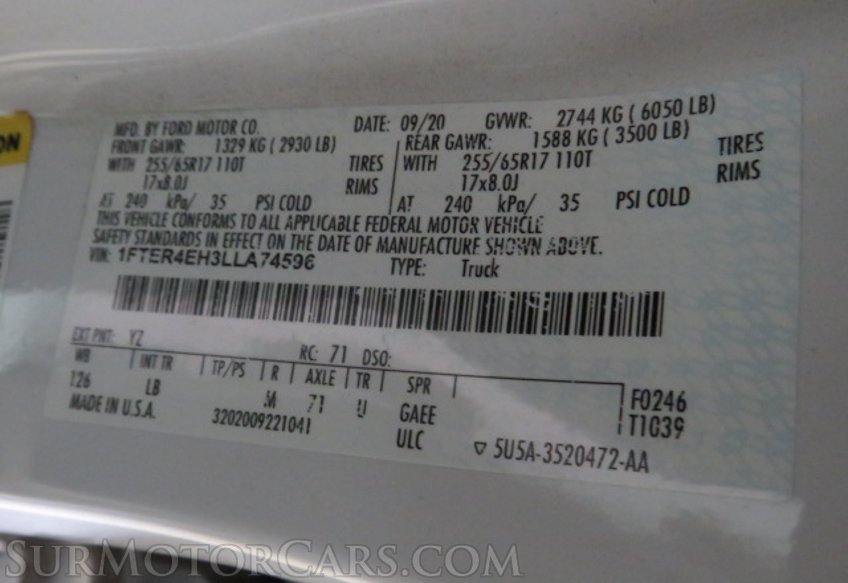 ON
MFD. BY FORD MOTOR CO. DATE: 09/20 GVWR: 2744 KG ( 6050 LB)
FRONT GAWR: 1329 KG ( 2930 LB) REAR GAWR: 1588 KG ( 3500 LB)
WITH 255/65R17 110T TIRES WITH 255/65R17 110T TIRES
17x8.0J RIMS 17x8.0J RIMS
AT 240 kPa/ 35 PSI COLD AT 240 kPa/ 35 PSI COLD
THIS VEHICLE CONFORMS TO ALL APPLICABLE FEDERAL MOTOR VEHICLE
SAFETY STANDARDS IN EFFECT ON THE DATE OF MANUFACTURE SHOWN ABOVE.
VIN: 1FTER4EH3LLA74596 TYPE: Truck
EXT PNT: YZ RC: 71 DSO:
WB INT TR TP/PS R AXLE TR SPR
126 LB M 71 U GAEE F0246
MADE IN U.S.A. 3202009221041 ULC T1039
5U5A-3520472-AA
SURMOTORCARS.COM